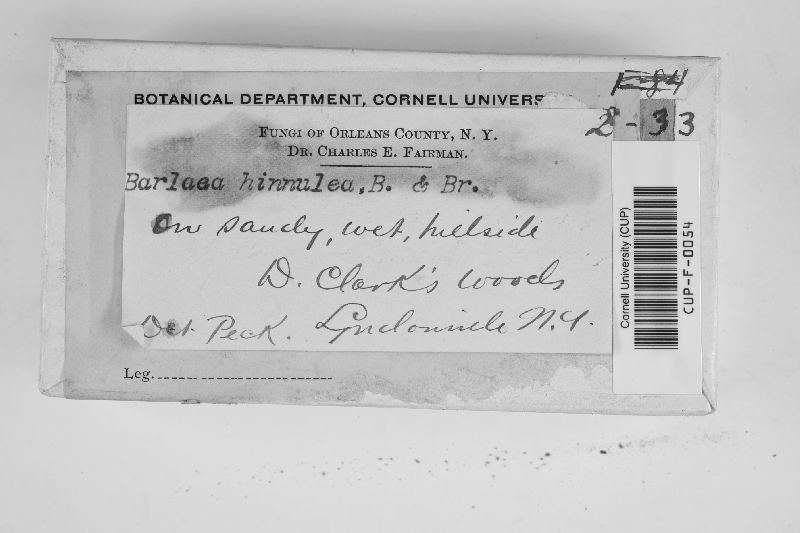 F-84
BOTANICAL DEPARTMENT, CORNELL UNIVERS
2-33
FUNGI OF ORLEANS COUNTY, N. Y.
DR. CHARLES E. FAIRMAN.
Barlaea hinnulea, B. & Br.
On sandy, wet, hillside
D. Clark's woods
Det. Peck. Lyndonville N.Y.
Leg.
Cornell University (CUP)
CUP-F-0054